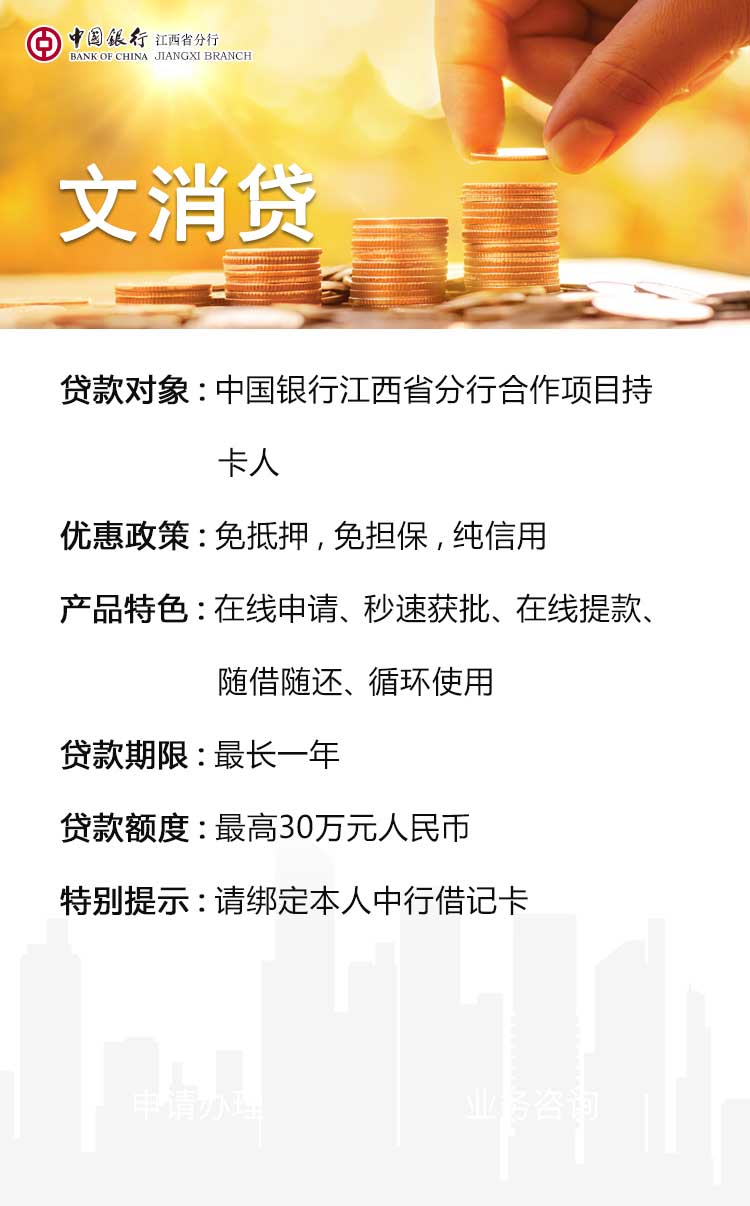 中国银行 江西省分行
BANK OF CHINA JIANGXI BRANCH
文消贷
贷款对象：中国银行江西省分行合作项目持
卡人
优惠政策：免抵押，免担保，纯信用
产品特色：在线申请、秒速获批、在线提款、
随借随还、循环使用
贷款期限：最长一年
贷款额度：最高30万元人民币
特别提示：请绑定本人中行借记卡
申请办理 业务咨询